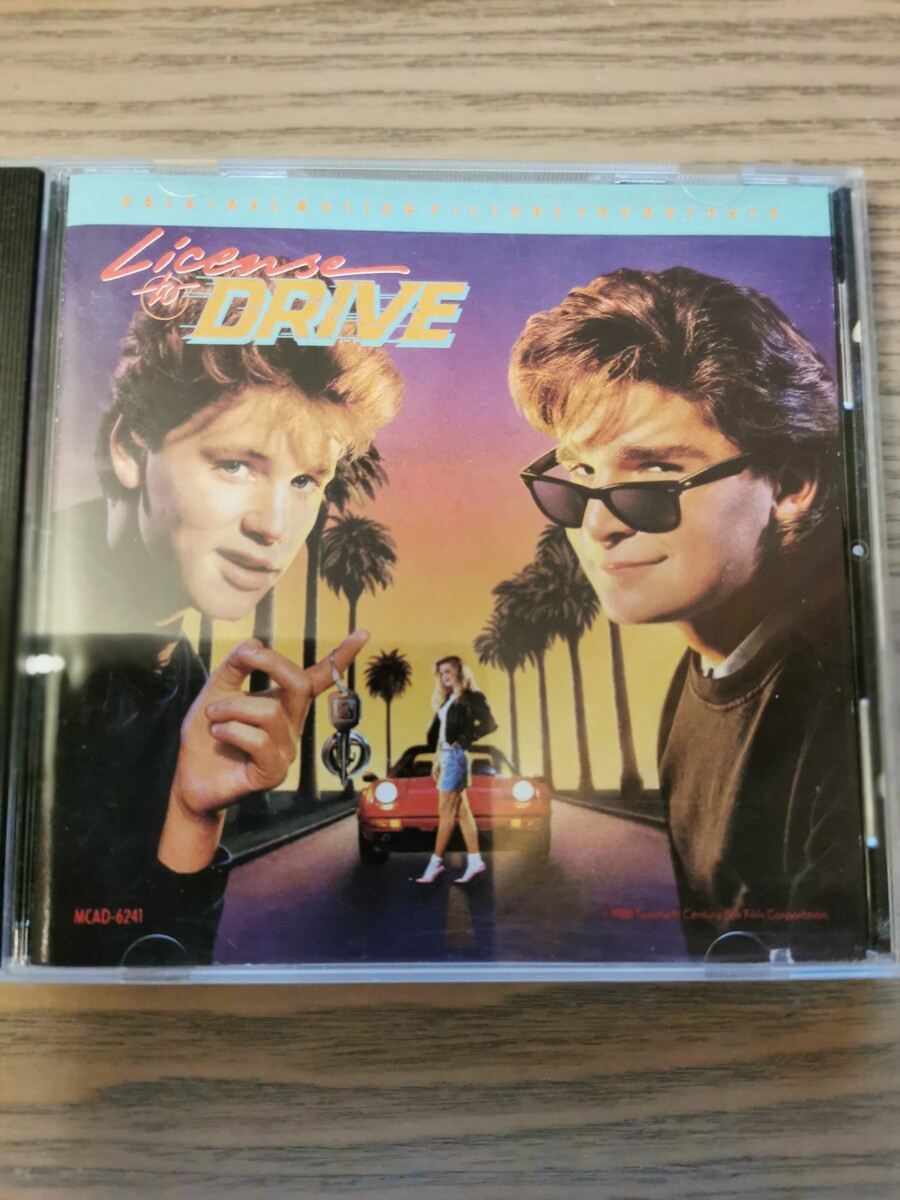 ORIGINAL MOTION PICTURE SOUNDTRACK
License
to
DRIVE
MCAD-6241
1988 Twentieth Century Fox Film Corporation